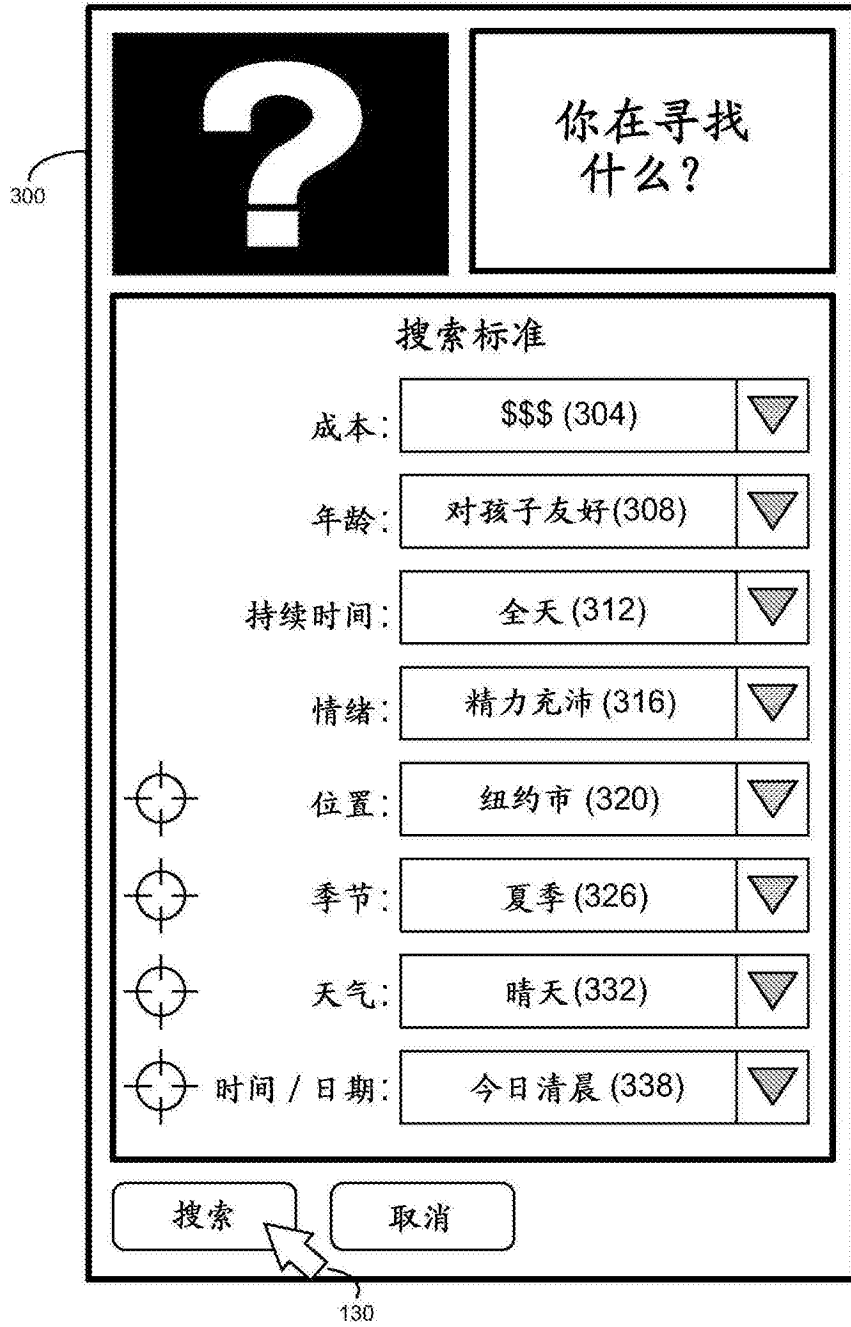 ?
你在寻找
什么?
300
搜索标准
成本: $$$ (304)
年龄: 对孩子友好(308)
持续时间: 全天 (312)
情绪: 精力充沛 (316)
位置: 纽约市 (320)
季节: 夏季 (326)
天气: 晴天 (332)
时间 / 日期: 今日清晨 (338)
搜索 取消
130